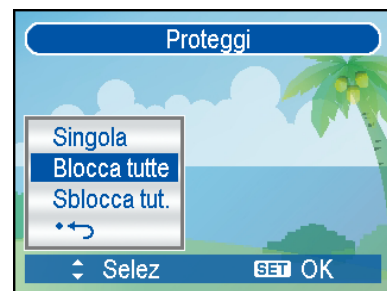 Proteggi
Singola
Blocca tutte
Sblocca tut.
Selez SET OK